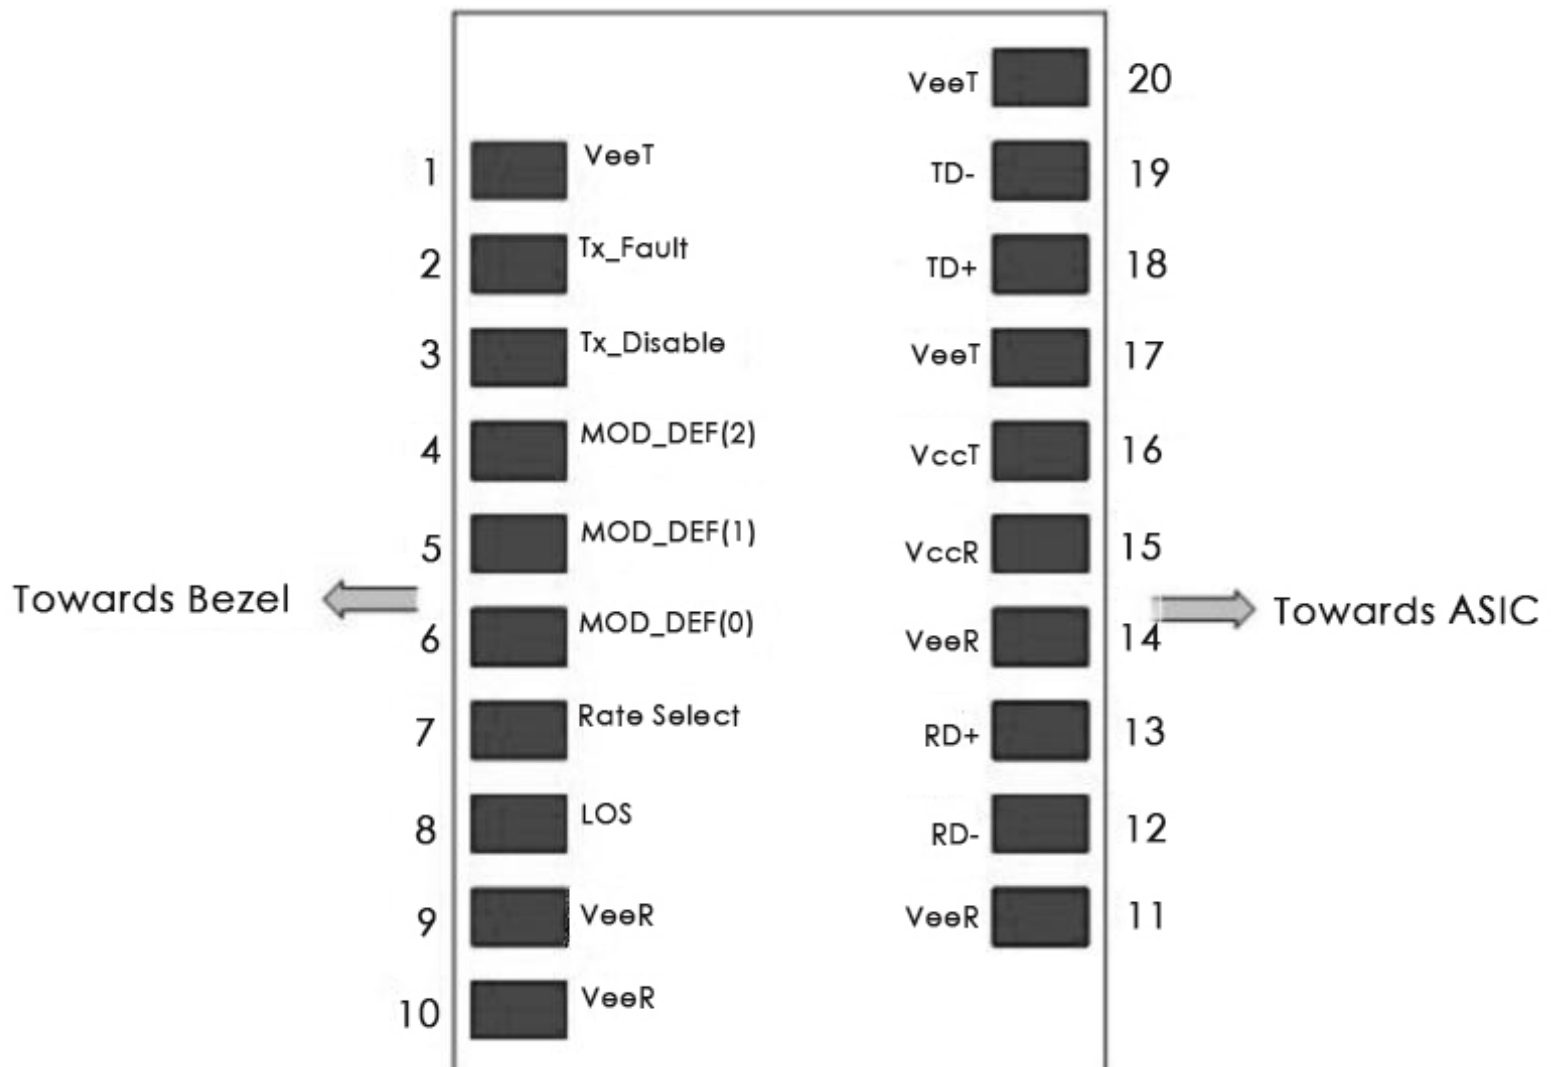 VeeT 20
1 VeeT
TD- 19
2 Tx_Fault
TD+ 18
3 Tx_Disable
VeeT 17
4 MOD_DEF(2)
VccT 16
5 MOD_DEF(1)
VccR 15
Towards Bezel
Towards ASIC
6 MOD_DEF(0)
VeeR 14
7 Rate Select
RD+ 13
8 LOS
RD- 12
9 VeeR
VeeR 11
10 VeeR